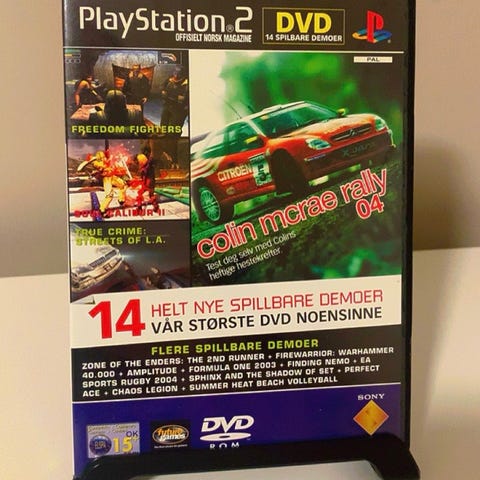 PlayStation®2
OFFISIELT NORSK MAGAZINE
DVD
14 SPILBARE DEMOER
PAL
FREEDOM FIGHTERS
SOUL CALIBUR II
TRUE CRIME:
STREETS OF L.A.
CITROËN
colin mcrae rally
04
Test deg selv med Colins
heftige hestekrefter.
14 HELT NYE SPILLBARE DEMOER
VÅR STØRSTE DVD NOENSINNE
FLERE SPILLBARE DEMOER
ZONE OF THE ENDERS: THE 2ND RUNNER + FIREWARRIOR: WARHAMMER
40.000 + AMPLITUDE + FORMULA ONE 2003 + FINDING NEMO + EA
SPORTS RUGBY 2004 + SPHINX AND THE SHADOW OF SET + PERFECT
ACE + CHAOS LEGION + SUMMER HEAT BEACH VOLLEYBALL
OK
15
future
games
DVD
ROM
SONY